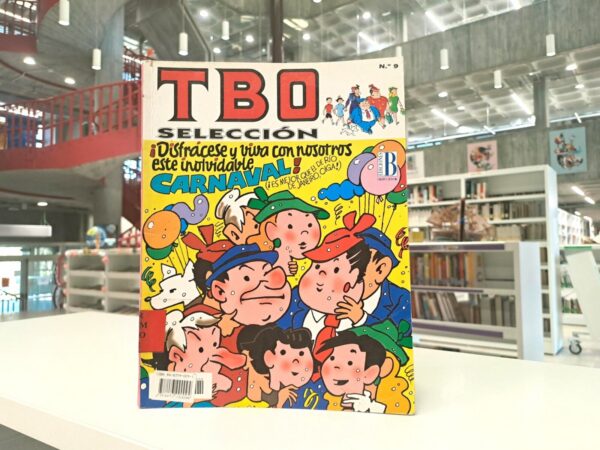 TBO
N.º 9
SELECCIÓN
¡Disfrácese y viva con nosotros
este inolvidable
CARNAVAL!
(¡ES MEJOR QUE EL DE RÍO
DE JANEIRO, OIGA!)
B
M
O